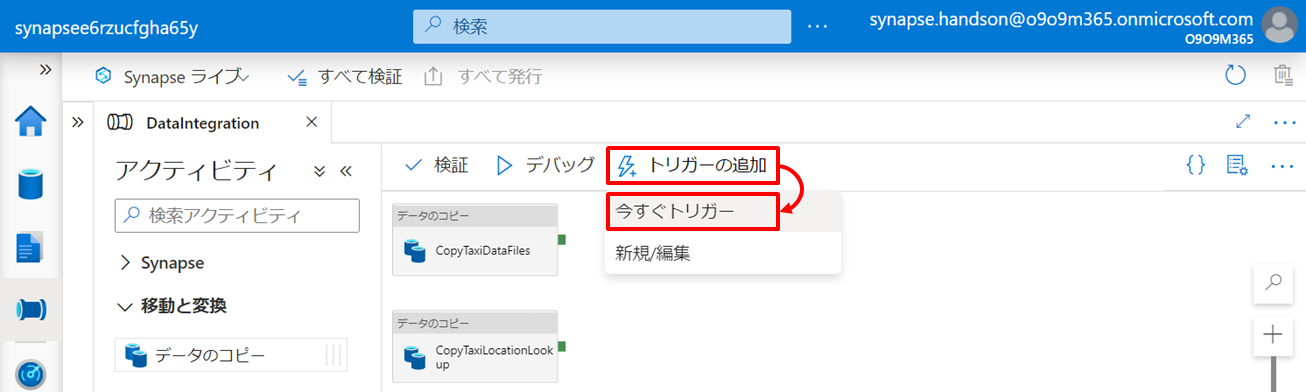 synapsee6rzucfgha65y
検索
synapse.handson@o9o9m365.onmicrosoft.com
O9O9M365
Synapse ライブ
すべて検証
すべて発行
DataIntegration
アクティビティ
検索アクティビティ
Synapse
移動と変換
データのコピー
検証
デバッグ
トリガーの追加
今すぐトリガー
新規/編集
データのコピー
CopyTaxiDataFiles
データのコピー
CopyTaxiLocationLook
up